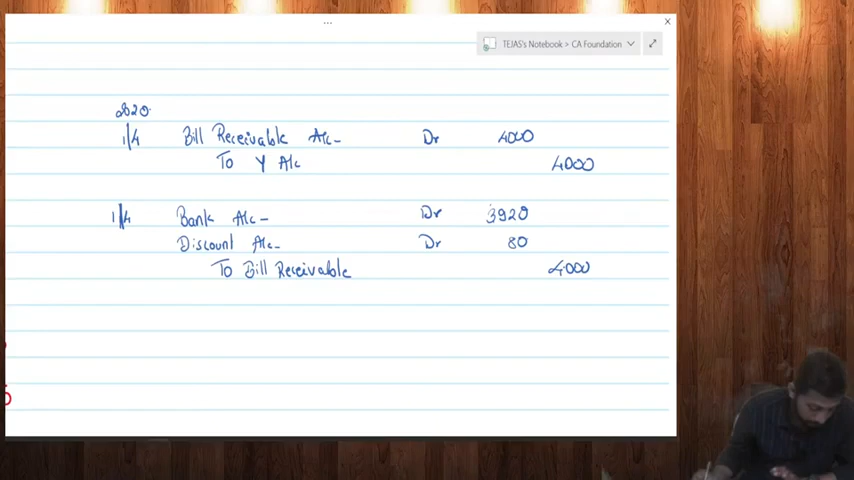 TEJAS's Notebook > CA Foundation
2020
1/4 Bill Receivable A/c- Dr 4000
To Y A/c 4000
1/4 Bank A/c- Dr 3920
Discount A/c- Dr 80
To Bill Receivable 4000